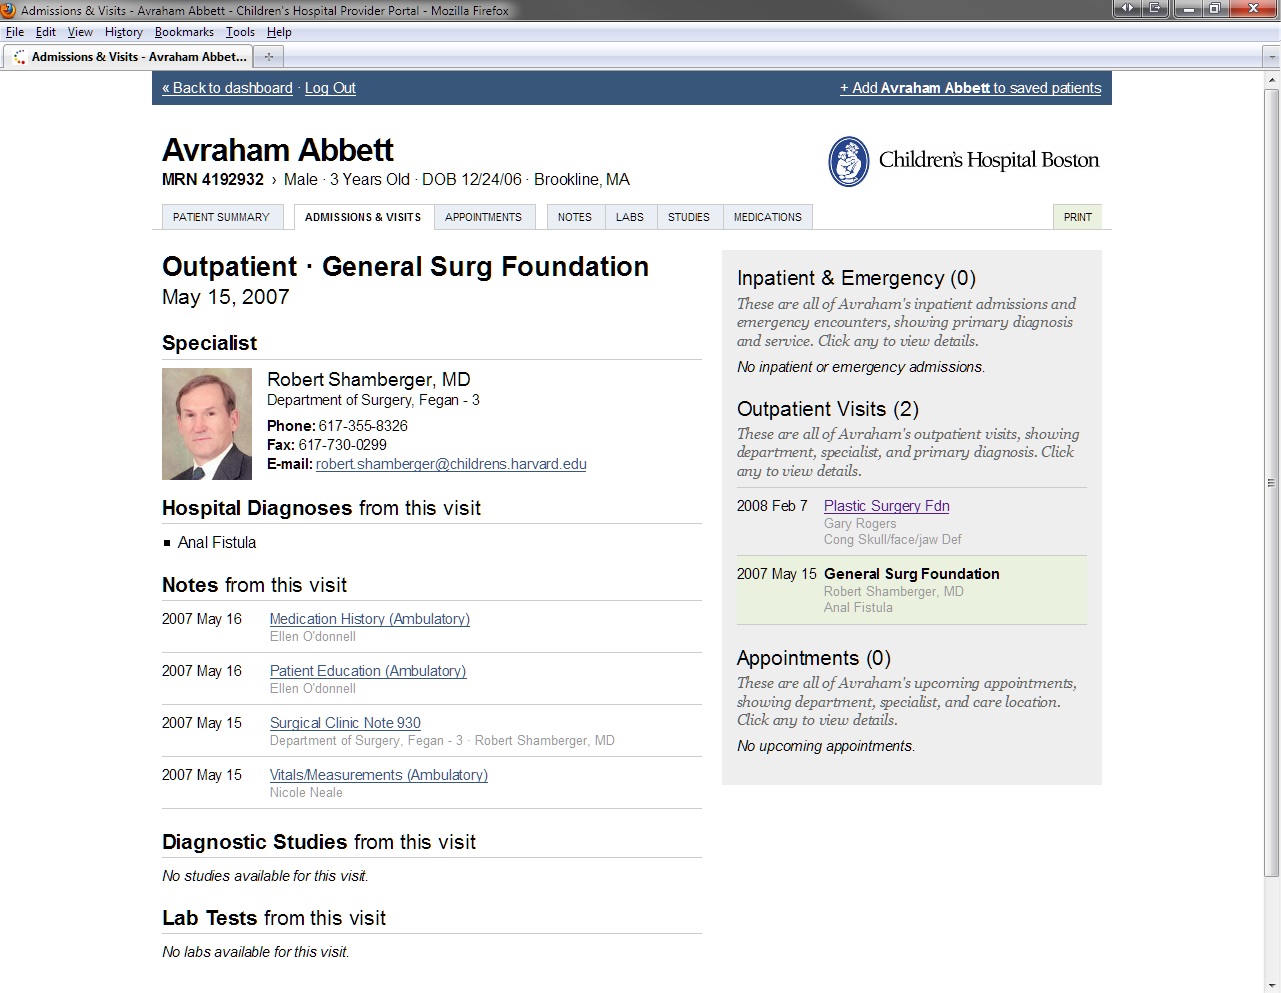 Admissions & Visits - Avraham Abbett - Children's Hospital Provider Portal - Mozilla Firefox
File Edit View History Bookmarks Tools Help
Admissions & Visits - Avraham Abbet...
« Back to dashboard · Log Out
+ Add Avraham Abbett to saved patients
Avraham Abbett
MRN 4192932 › Male · 3 Years Old · DOB 12/24/06 · Brookline, MA
Children's Hospital Boston
PATIENT SUMMARY
ADMISSIONS & VISITS
APPOINTMENTS
NOTES
LABS
STUDIES
MEDICATIONS
PRINT
Outpatient · General Surg Foundation
May 15, 2007
Specialist
Robert Shamberger, MD
Department of Surgery, Fegan - 3
Phone: 617-355-8326
Fax: 617-730-0299
E-mail: robert.shamberger@childrens.harvard.edu
Hospital Diagnoses from this visit
Anal Fistula
Notes from this visit
2007 May 16 Medication History (Ambulatory)
Ellen O'donnell
2007 May 16 Patient Education (Ambulatory)
Ellen O'donnell
2007 May 15 Surgical Clinic Note 930
Department of Surgery, Fegan - 3 · Robert Shamberger, MD
2007 May 15 Vitals/Measurements (Ambulatory)
Nicole Neale
Diagnostic Studies from this visit
No studies available for this visit.
Lab Tests from this visit
No labs available for this visit.
Inpatient & Emergency (0)
These are all of Avraham's inpatient admissions and
emergency encounters, showing primary diagnosis
and service. Click any to view details.
No inpatient or emergency admissions.
Outpatient Visits (2)
These are all of Avraham's outpatient visits, showing
department, specialist, and primary diagnosis. Click
any to view details.
2008 Feb 7 Plastic Surgery Fdn
Gary Rogers
Cong Skull/face/jaw Def
2007 May 15 General Surg Foundation
Robert Shamberger, MD
Anal Fistula
Appointments (0)
These are all of Avraham's upcoming appointments,
showing department, specialist, and care location.
Click any to view details.
No upcoming appointments.